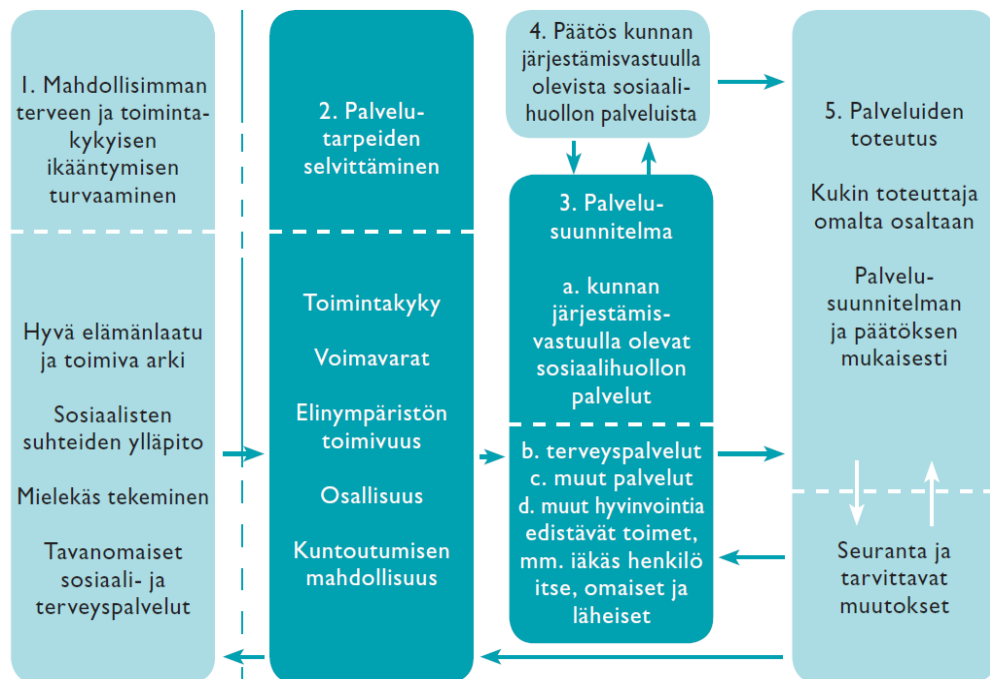 1. Mahdollisimman
terveen ja toiminta-
kykyisen
ikääntymisen
turvaaminen
Hyvä elämänlaatu
ja toimiva arki
Sosiaalisten
suhteiden ylläpito
Mielekäs tekeminen
Tavanomaiset
sosiaali- ja
terveyspalvelut
2. Palvelu-
tarpeiden
selvittäminen
Toimintakyky
Voimavarat
Elinympäristön
toimivuus
Osallisuus
Kuntoutumisen
mahdollisuus
4. Päätös kunnan
järjestämisvastuulla
olevista sosiaali-
huollon palveluista
3. Palvelu-
suunnitelma
a. kunnan
järjestämis-
vastuulla olevat
sosiaalihuollon
palvelut
b. terveyspalvelut
c. muut palvelut
d. muut hyvinvointia
edistävät toimet,
mm. iäkäs henkilö
itse, omaiset ja
läheiset
5. Palveluiden
toteutus
Kukin toteuttaja
omalta osaltaan
Palvelu-
suunnitelman
ja päätöksen
mukaisesti
Seuranta ja
tarvittavat
muutokset